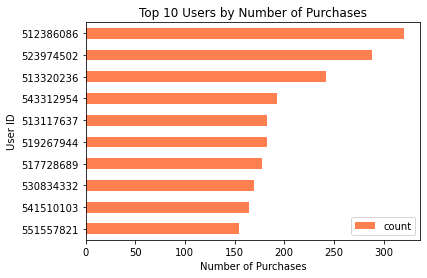 Top 10 Users by Number of Purchases
User ID
512386086
523974502
513320236
543312954
513117637
519267944
517728689
530834332
541510103
551557821
count
0 50 100 150 200 250 300
Number of Purchases